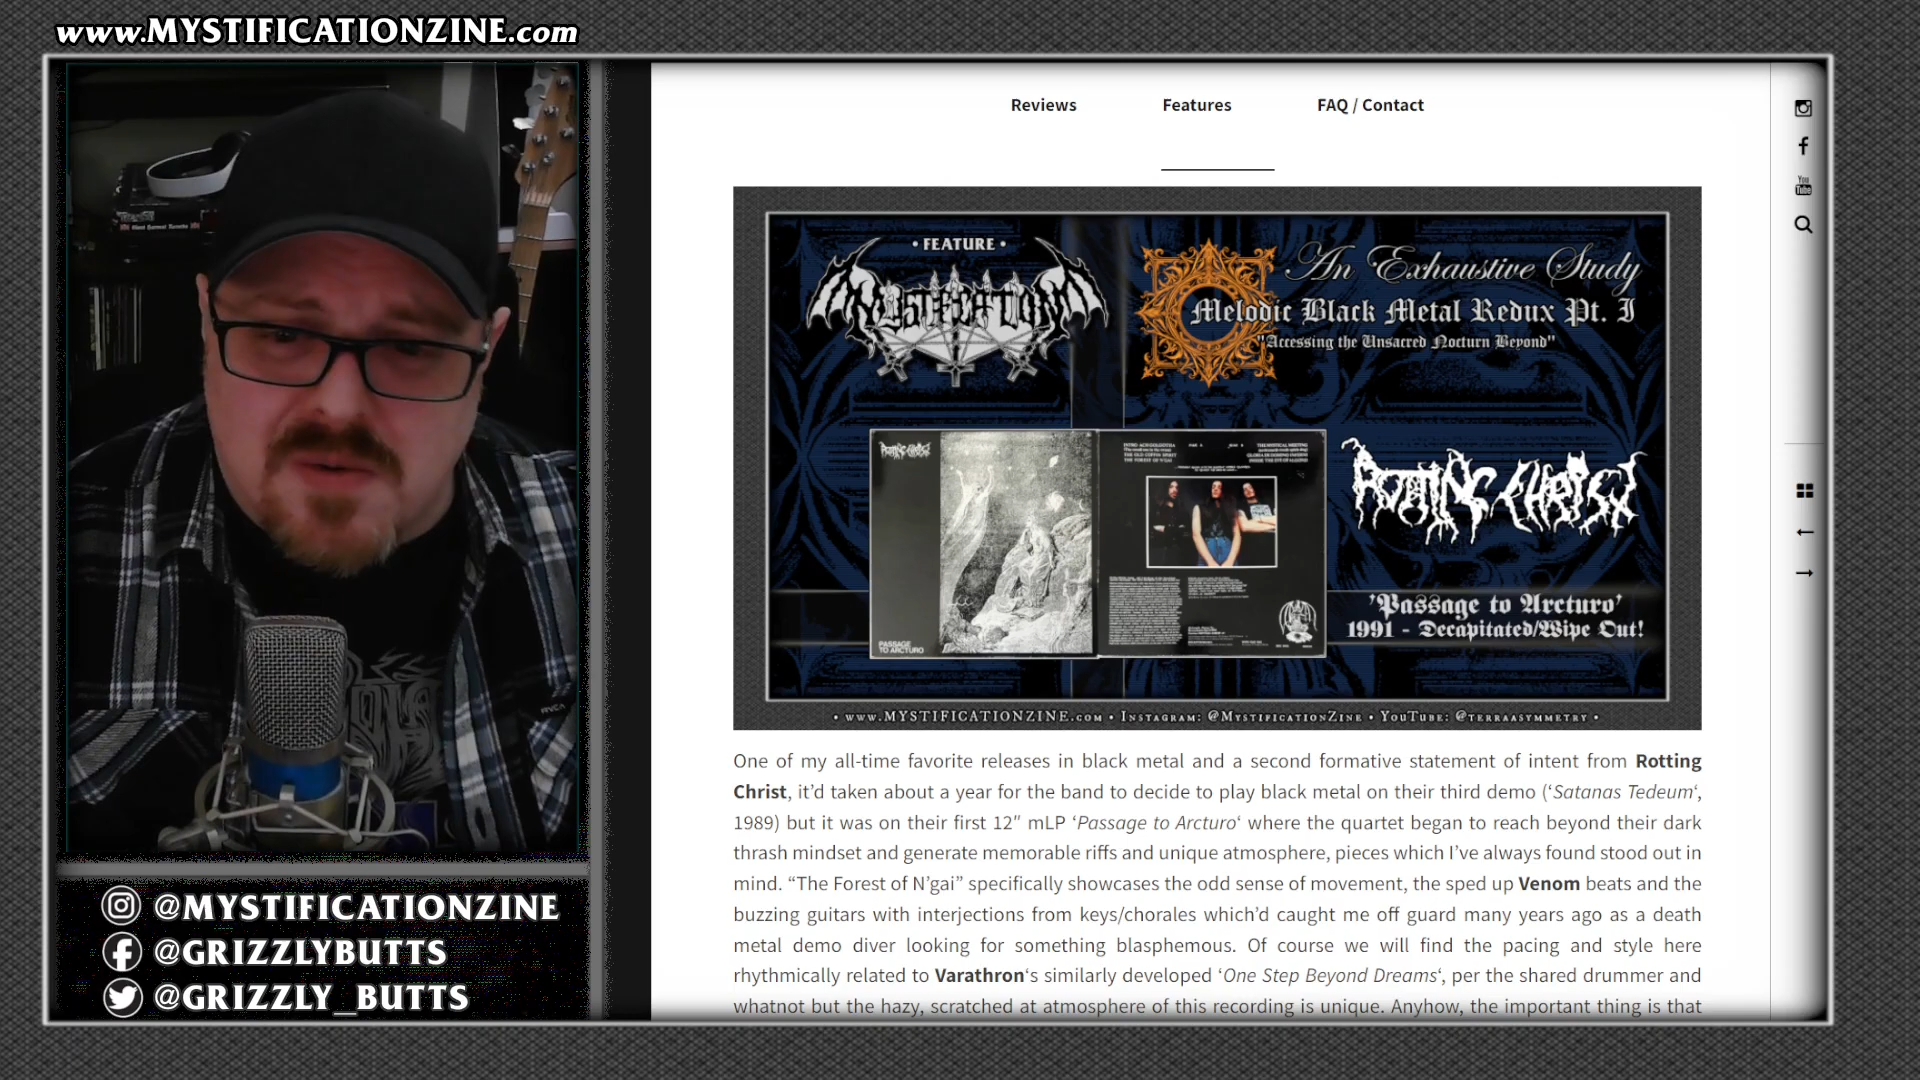 www.MYSTIFICATIONZINE.com
Reviews
Features
FAQ / Contact
• FEATURE •
MYSTIFICATION
An Exhaustive Study
Melodic Black Metal Redux Pt. I
"Accessing the Unsacred Nocturn Beyond"
ROTTING CHRIST
PASSAGE
TO ARCTURO
ROTTING CHRIST
'Passage to Arcturo'
1991 - Decapitated/Wipe Out!
• www.MYSTIFICATIONZINE.com • Instagram: @MystificationZine • YouTube: @terraasymmetry •
One of my all-time favorite releases in black metal and a second formative statement of intent from Rotting
Christ, it’d taken about a year for the band to decide to play black metal on their third demo (‘Satanas Tedeum‘,
1989) but it was on their first 12″ mLP ‘Passage to Arcturo‘ where the quartet began to reach beyond their dark
thrash mindset and generate memorable riffs and unique atmosphere, pieces which I’ve always found stood out in
mind. “The Forest of N’gai” specifically showcases the odd sense of movement, the sped up Venom beats and the
buzzing guitars with interjections from keys/chorales which’d caught me off guard many years ago as a death
metal demo diver looking for something blasphemous. Of course we will find the pacing and style here
rhythmically related to Varathron‘s similarly developed ‘One Step Beyond Dreams‘, per the shared drummer and
whatnot but the hazy, scratched at atmosphere of this recording is unique. Anyhow, the important thing is that
You
Tube
RVCA
@MYSTIFICATIONZINE
@GRIZZLYBUTTS
@GRIZZLY_BUTTS